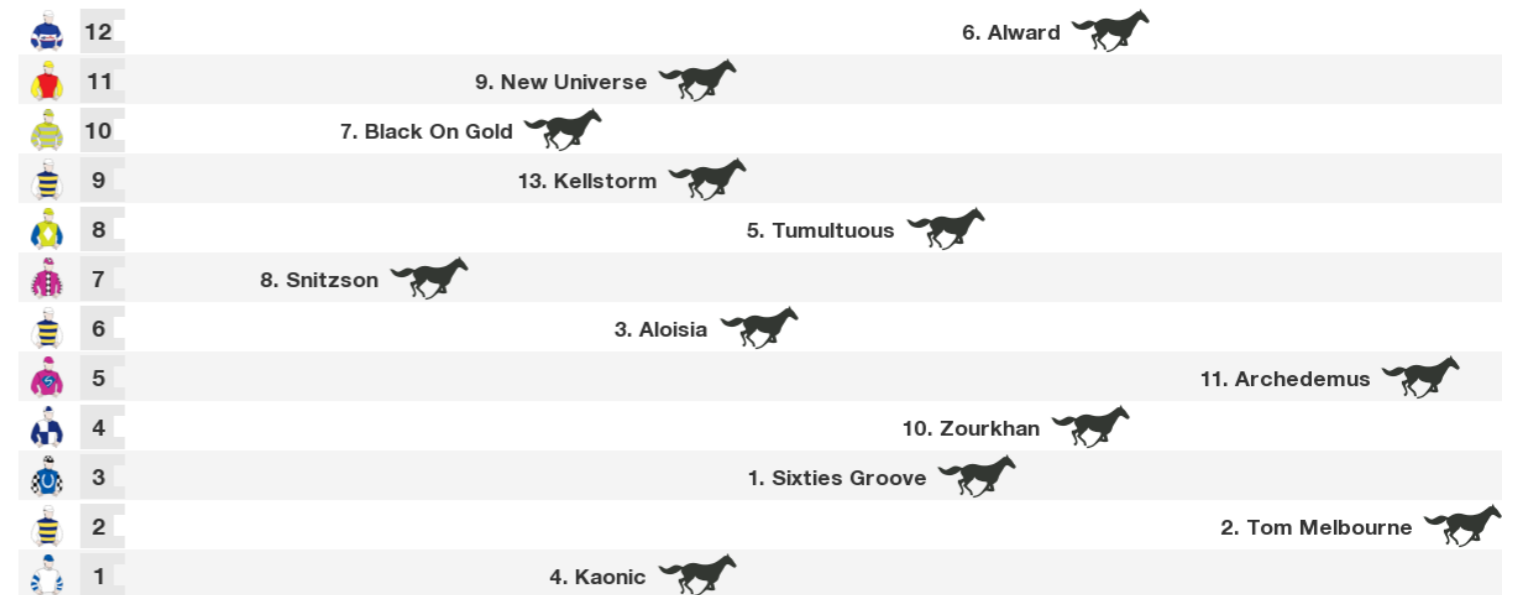 12 6. Alward
11 9. New Universe
10 7. Black On Gold
9 13. Kellstorm
8 5. Tumultuous
7 8. Snitzson
6 3. Aloisia
5 11. Archedemus
4 10. Zourkhan
3 1. Sixties Groove
2 2. Tom Melbourne
1 4. Kaonic